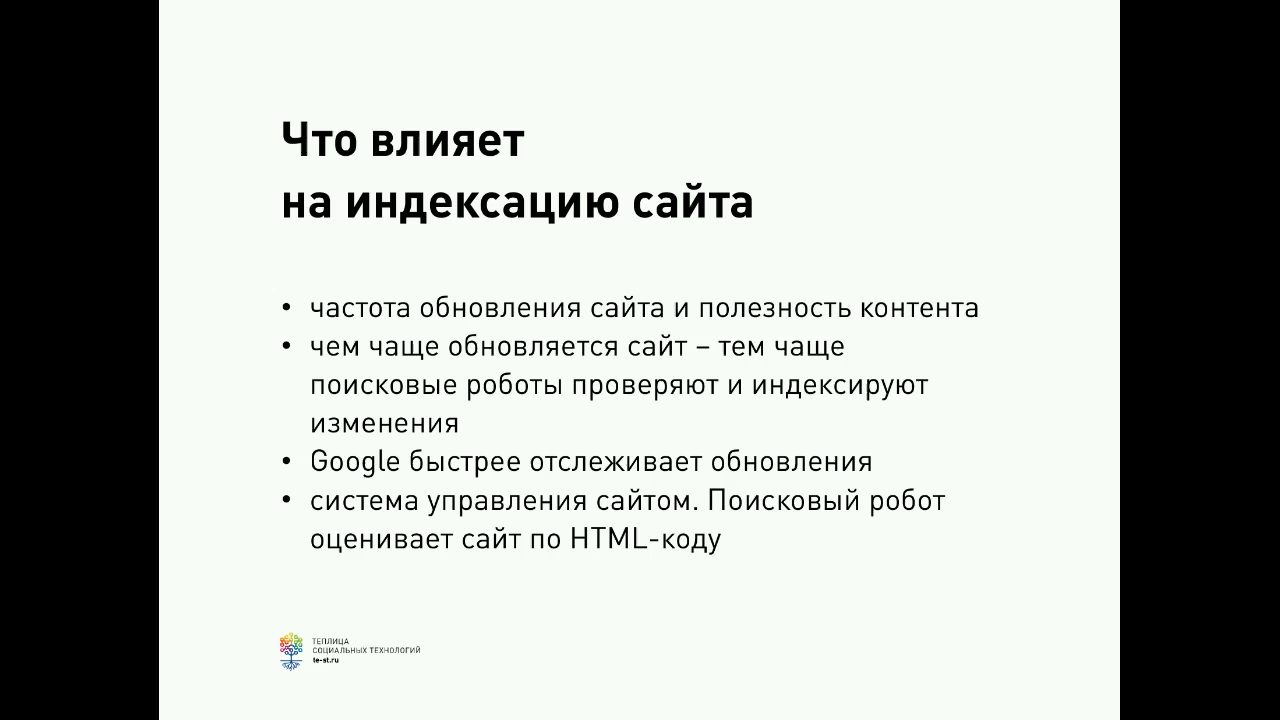 Что влияет
на индексацию сайта
• частота обновления сайта и полезность контента
• чем чаще обновляется сайт – тем чаще
поисковые роботы проверяют и индексируют
изменения
• Google быстрее отслеживает обновления
• система управления сайтом. Поисковый робот
оценивает сайт по HTML-коду
ТЕПЛИЦА
СОЦИАЛЬНЫХ ТЕХНОЛОГИЙ
te-st.ru